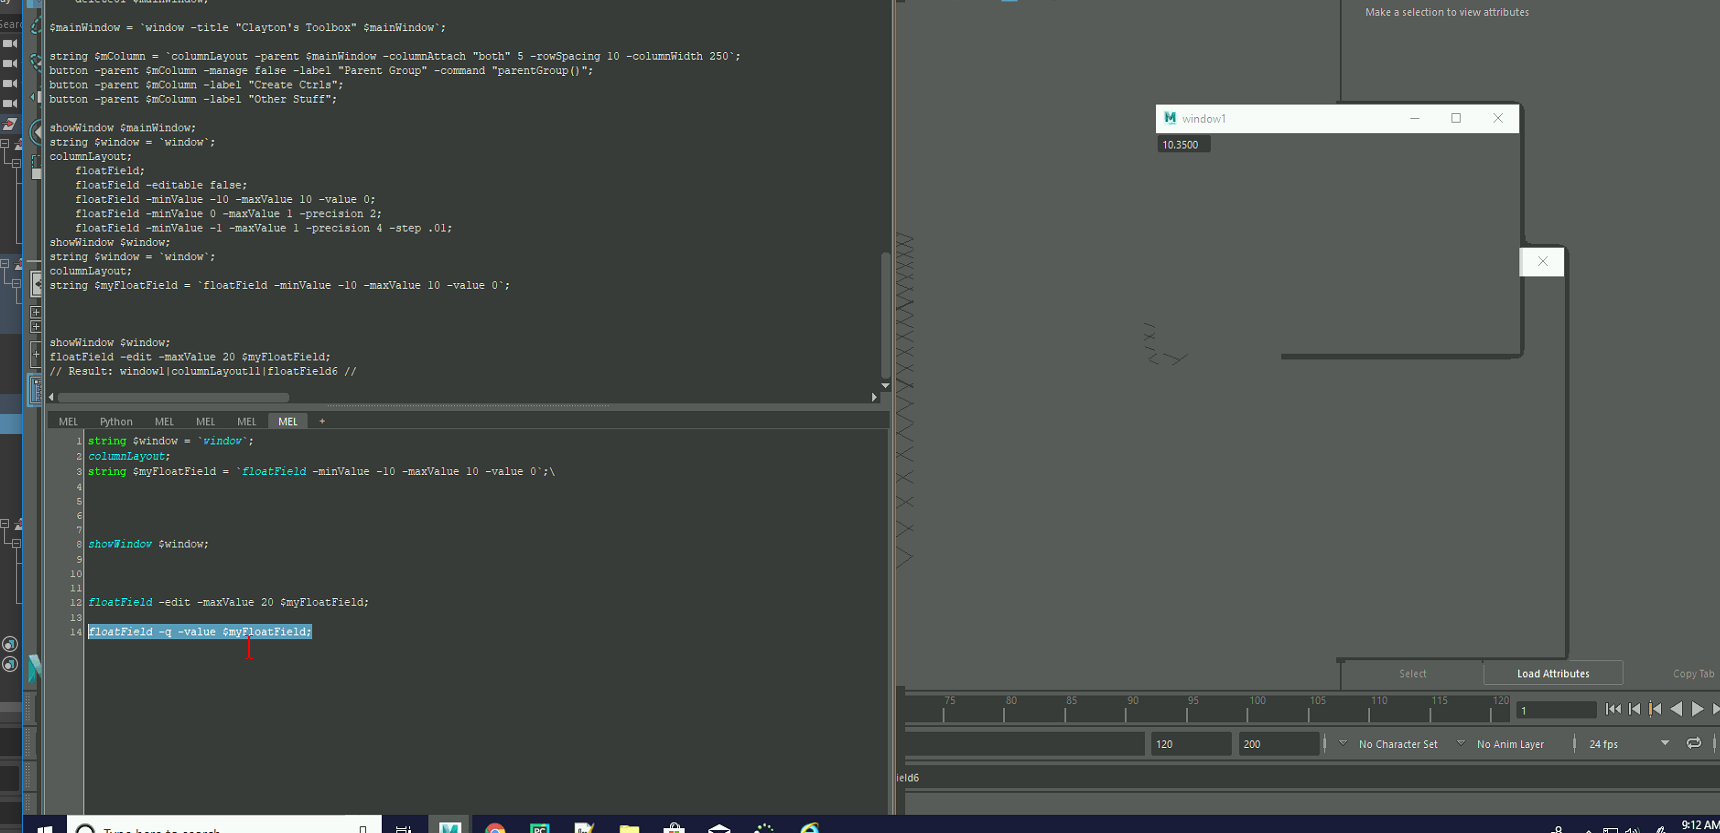 deleteUI $mainWindow;
$mainWindow = `window -title "Clayton's Toolbox" $mainWindow`;
string $mColumn = `columnLayout -parent $mainWindow -columnAttach "both" 5 -rowSpacing 10 -columnWidth 250`;
button -parent $mColumn -manage false -label "Parent Group" -command "parentGroup()";
button -parent $mColumn -label "Create Ctrls";
button -parent $mColumn -label "Other Stuff";
showWindow $mainWindow;
string $window = `window`;
columnLayout;
floatField;
floatField -editable false;
floatField -minValue -10 -maxValue 10 -value 0;
floatField -minValue 0 -maxValue 1 -precision 2;
floatField -minValue -1 -maxValue 1 -precision 4 -step .01;
showWindow $window;
string $window = `window`;
columnLayout;
string $myFloatField = `floatField -minValue -10 -maxValue 10 -value 0`;
showWindow $window;
floatField -edit -maxValue 20 $myFloatField;
// Result: window1|columnLayout11|floatField6 //
MEL Python MEL MEL MEL MEL +
1 string $window = `window`;
2 columnLayout;
3 string $myFloatField = `floatField -minValue -10 -maxValue 10 -value 0`;\
4
5
6
7
8 showWindow $window;
9
10
11
12 floatField -edit -maxValue 20 $myFloatField;
13
14 floatField -q -value $myFloatField;
Make a selection to view attributes
window1
10.3500
Select Load Attributes Copy Tab
75 80 85 90 95 100 105 110 115 120 1
120 200 No Character Set No Anim Layer 24 fps
ield6
Type here to search
9:12 AM